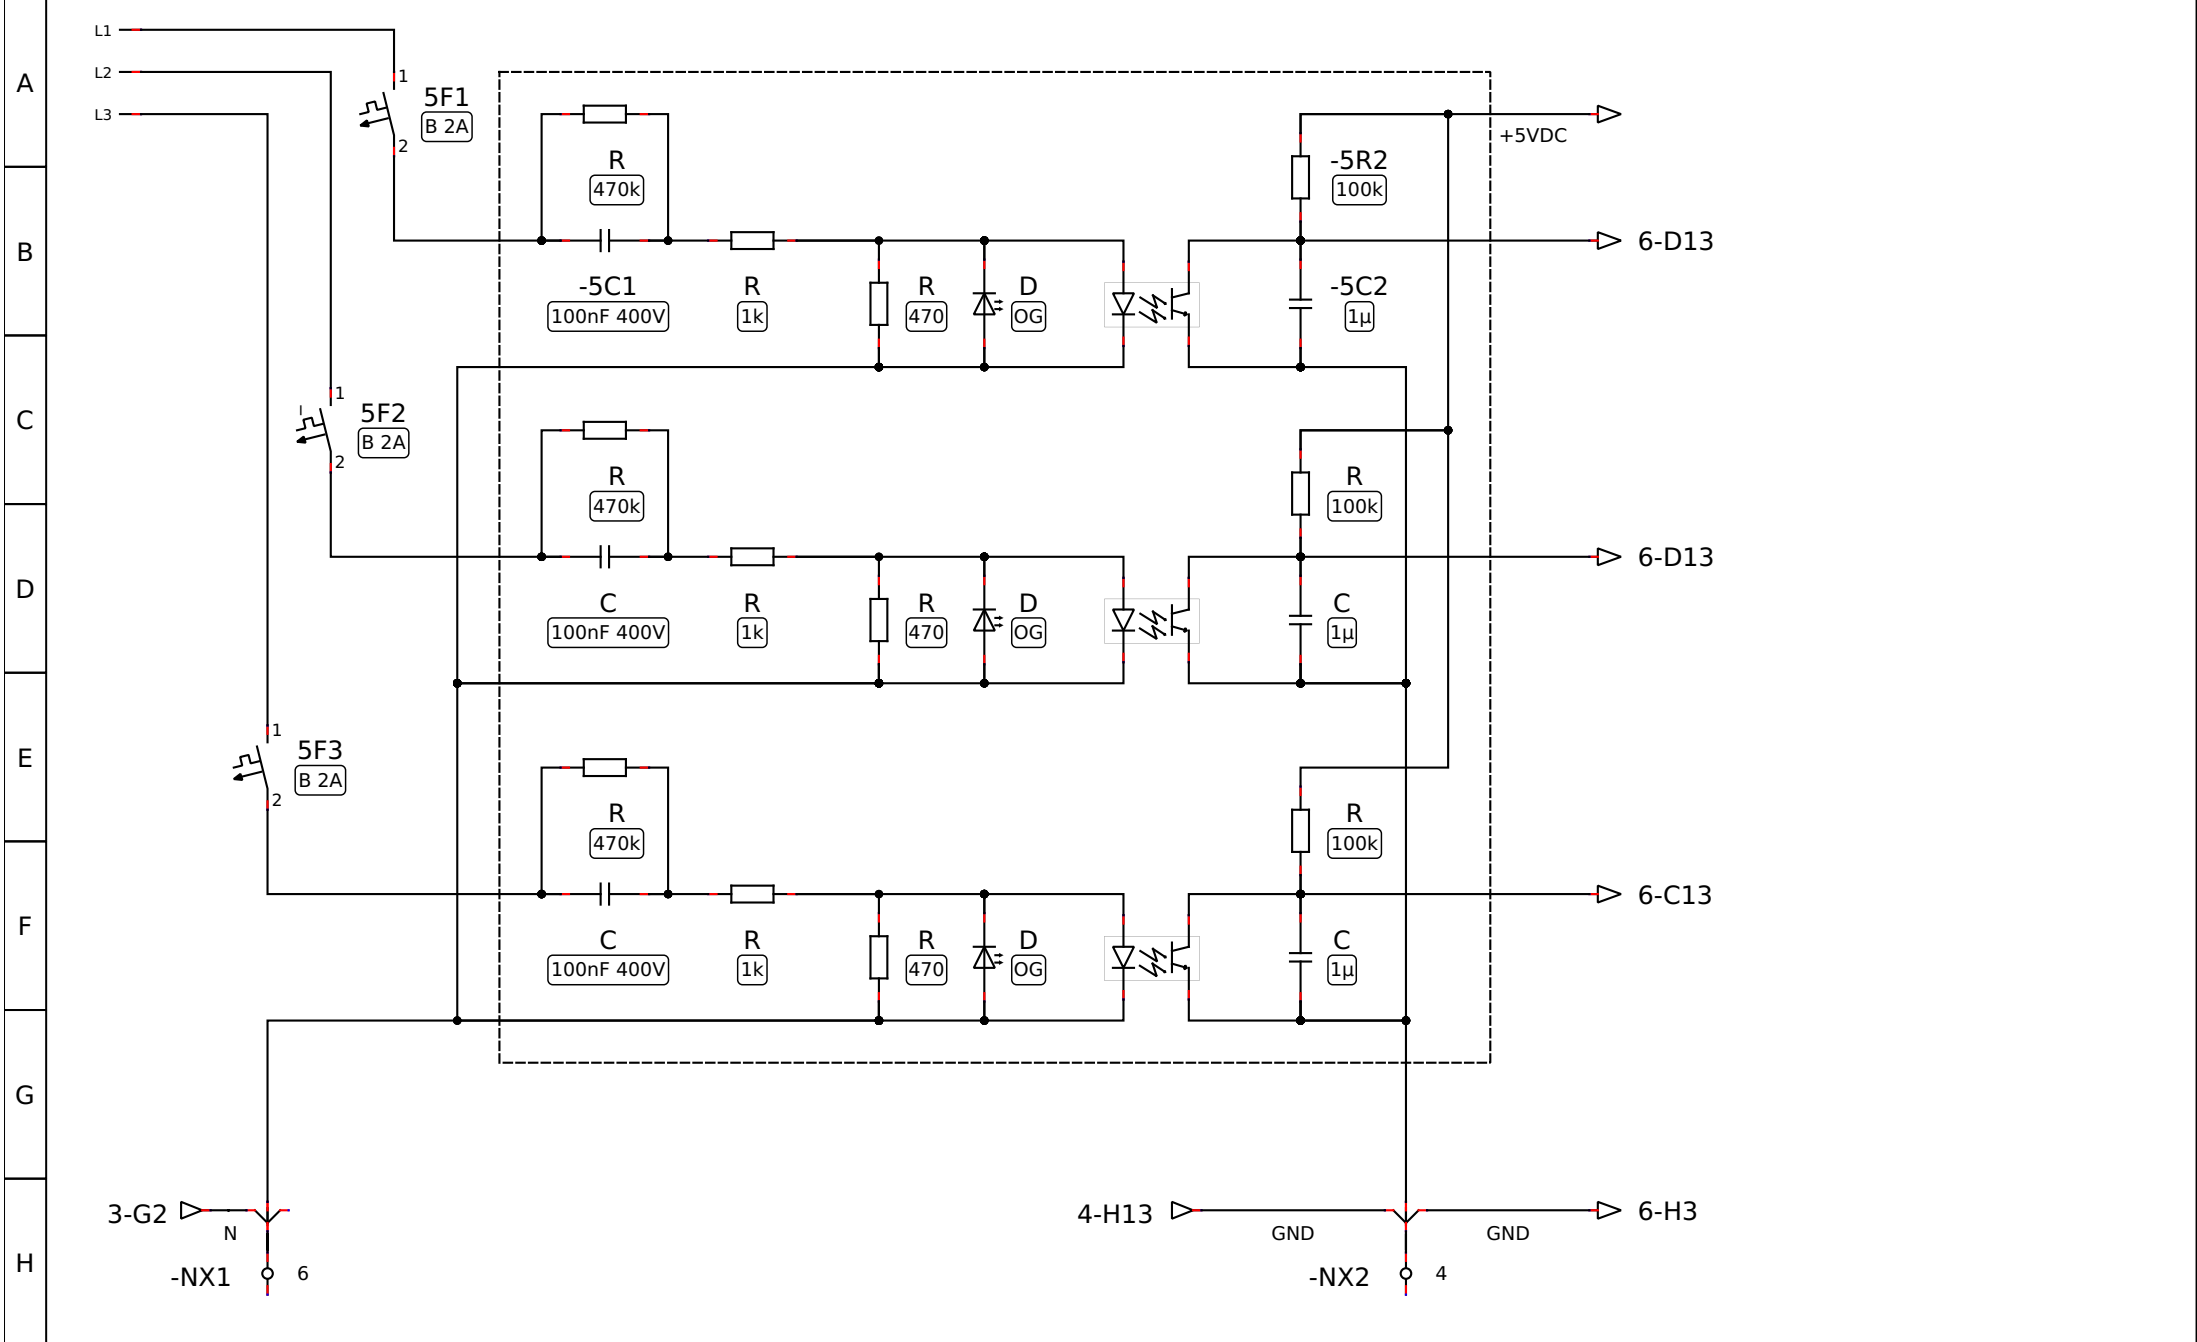 L1
L2
L3
A
B
C
D
E
F
G
H
1
5F1
B 2A
2
R
470k
-5R2
100k
+5VDC
6-D13
-5C1
100nF 400V
R
1k
R
470
D
OG
-5C2
1µ
1
5F2
B 2A
2
R
470k
R
100k
6-D13
C
100nF 400V
R
1k
R
470
D
OG
C
1µ
1
5F3
B 2A
2
R
470k
R
100k
6-C13
C
100nF 400V
R
1k
R
470
D
OG
C
1µ
3-G2
N
-NX1
6
4-H13
GND
GND
6-H3
-NX2
4